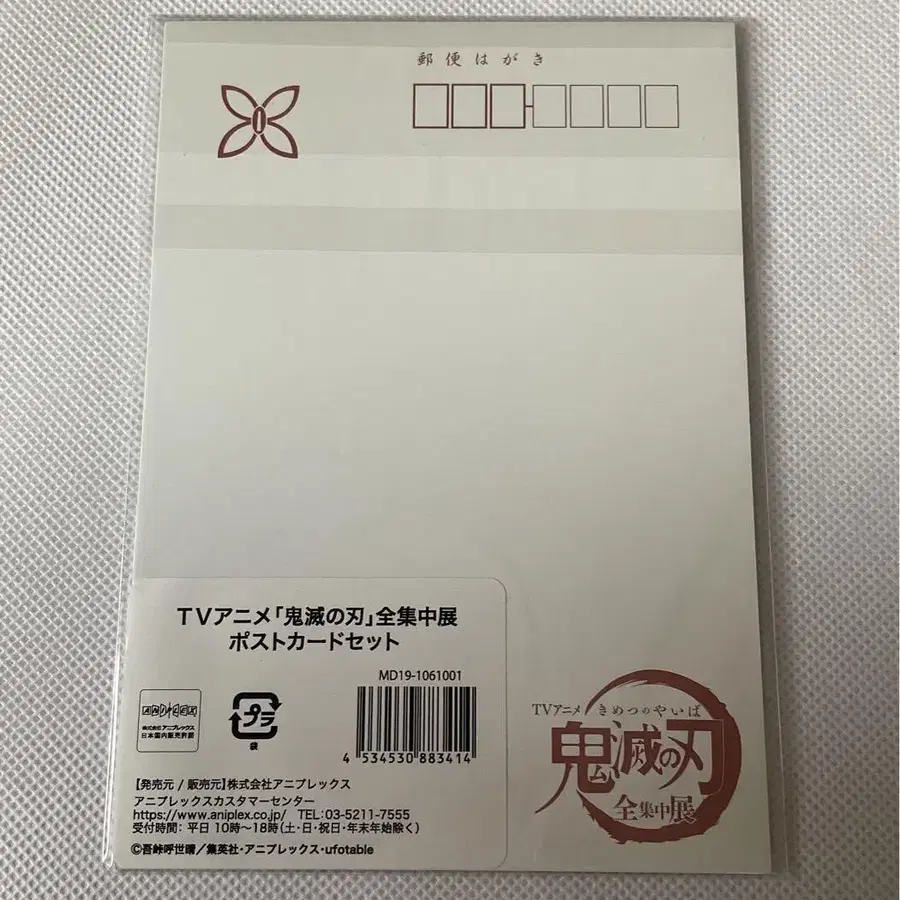 郵便はがき
TVアニメ「鬼滅の刃」全集中展
ポストカードセット
MD19-1061001
ANIPLEX
株式会社アニプレックス
日本国内販売許諾
プラ
袋
4 534530 883414
【発売元 / 販売元】株式会社アニプレックス
アニプレックスカスタマーセンター
https://www.aniplex.co.jp/ TEL:03-5211-7555
受付時間: 平日 10時～18時(土・日・祝日・年末年始除く)
©吾峠呼世晴／集英社・アニプレックス・ufotable
TVアニメ きめつのやいば
鬼滅の刃
全集中展